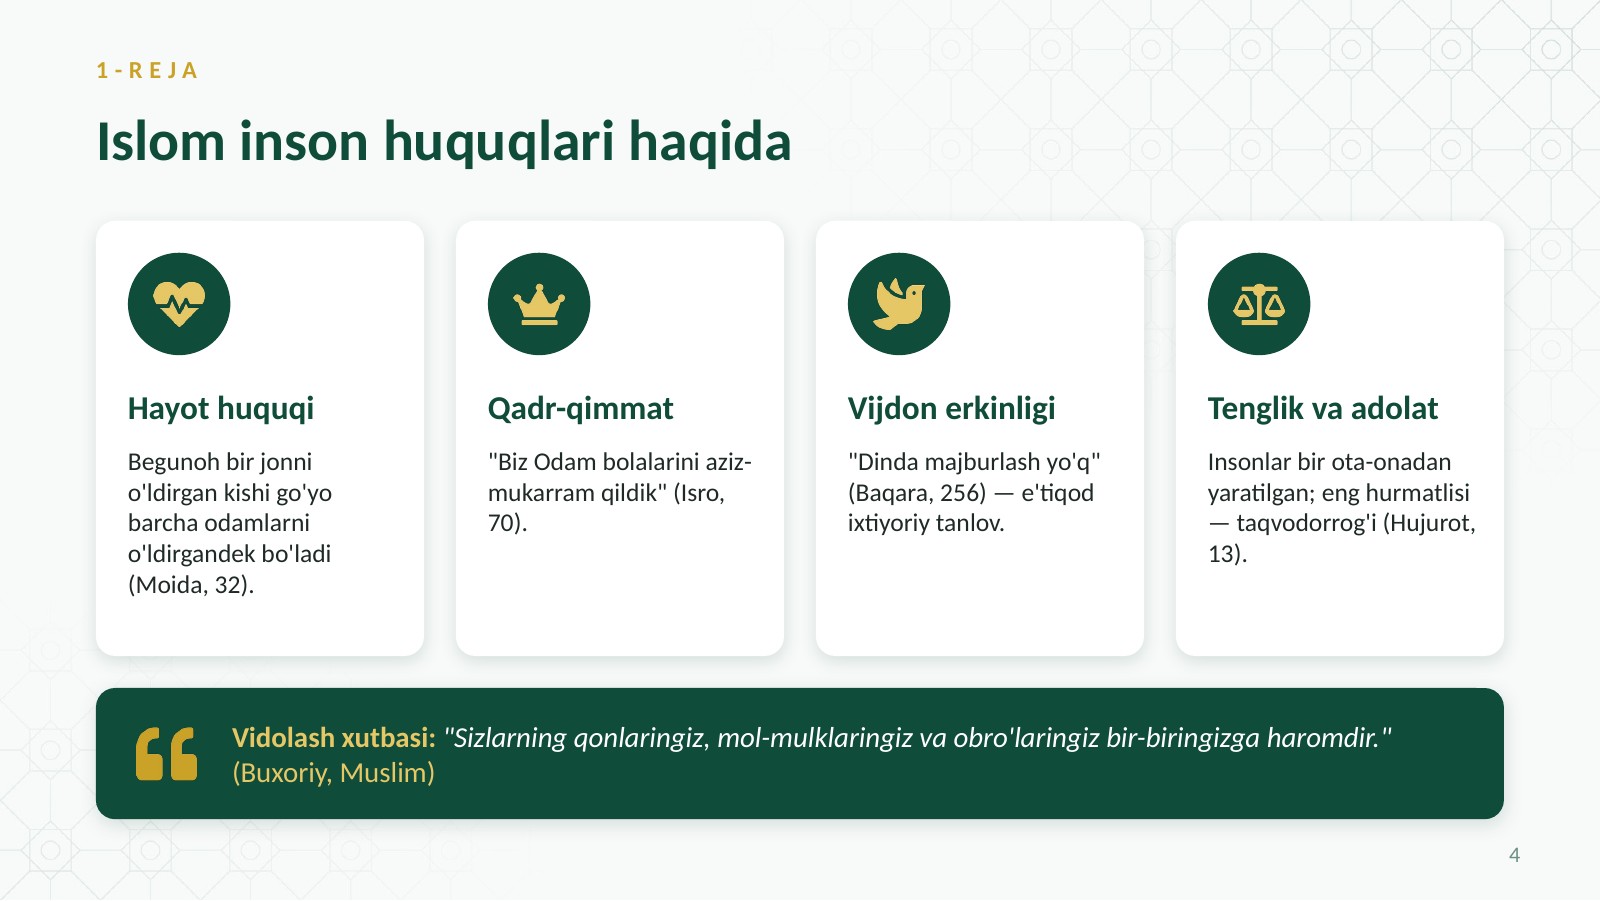 1-REJA
Islom inson huquqlari haqida
Hayot huquqi
Begunoh bir jonni
o'ldirgan kishi go'yo
barcha odamlarni
o'ldirgandek bo'ladi
(Moida, 32).
Qadr-qimmat
"Biz Odam bolalarini aziz-
mukarram qildik" (Isro,
70).
Vijdon erkinligi
"Dinda majburlash yo'q"
(Baqara, 256) — e'tiqod
ixtiyoriy tanlov.
Tenglik va adolat
Insonlar bir ota-onadan
yaratilgan; eng hurmatlisi
— taqvodorrog'i (Hujurot,
13).
Vidolash xutbasi: "Sizlarning qonlaringiz, mol-mulklaringiz va obro'laringiz bir-biringizga haromdir."
(Buxoriy, Muslim)
4